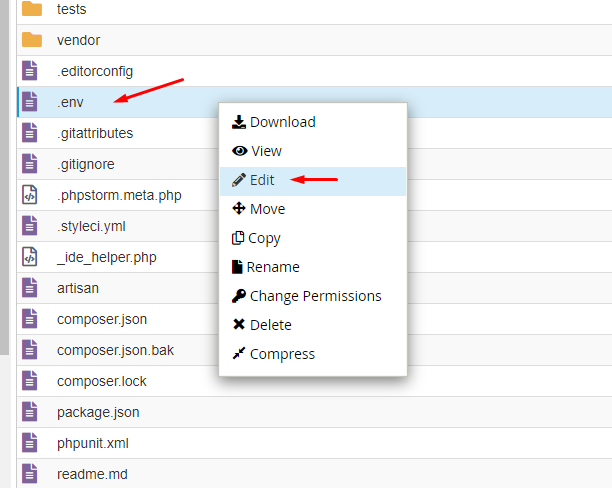 tests
vendor
.editorconfig
.env
.gitattributes
.gitignore
.phpstorm.meta.php
.styleci.yml
_ide_helper.php
artisan
composer.json
composer.json.bak
composer.lock
package.json
phpunit.xml
readme.md
Download
View
Edit
Move
Copy
Rename
Change Permissions
Delete
Compress